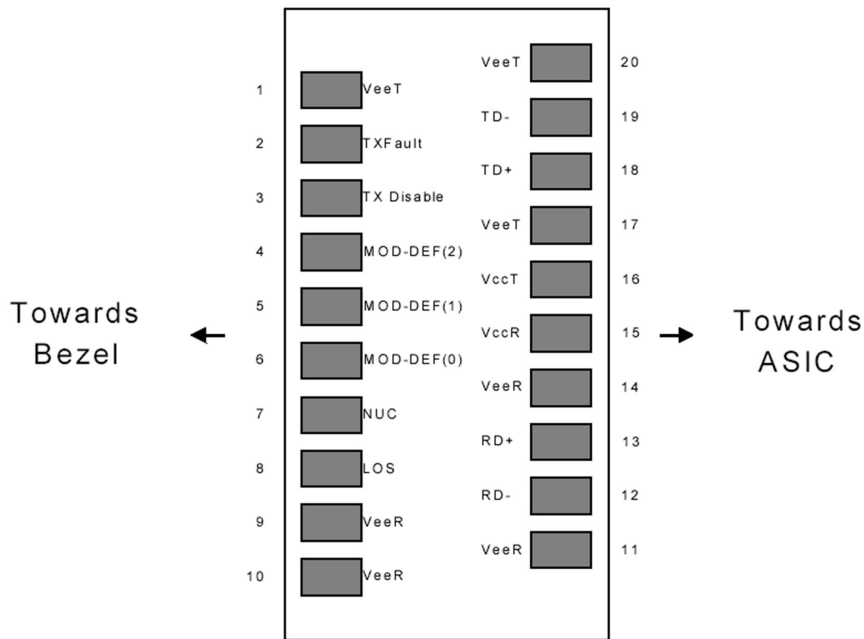 VeeT 20
1 VeeT
TD- 19
2 TXFault
TD+ 18
3 TX Disable
VeeT 17
4 MOD-DEF(2)
VccT 16
5 MOD-DEF(1)
Towards
Bezel
VccR 15
Towards
ASIC
6 MOD-DEF(0)
VeeR 14
7 NUC
RD+ 13
8 LOS
RD- 12
9 VeeR
VeeR 11
10 VeeR